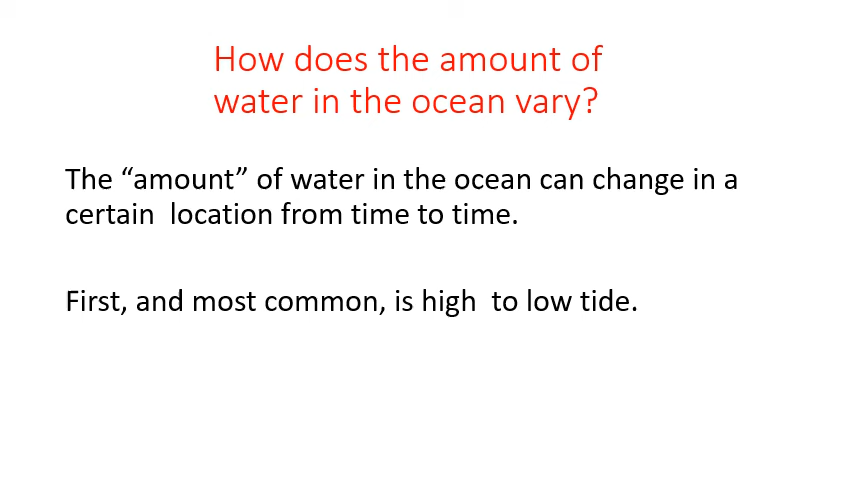 How does the amount of
water in the ocean vary?
The “amount” of water in the ocean can change in a
certain  location from time to time.
First, and most common, is high  to low tide.